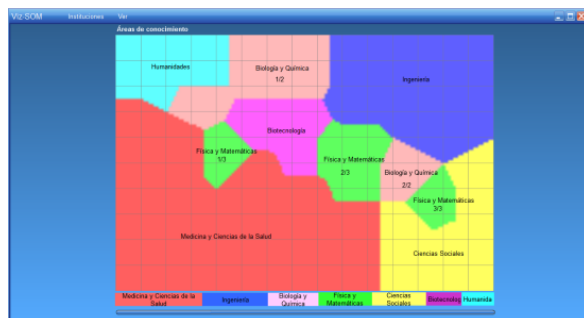 Viz-SOM Instituciones Ver
Áreas de conocimiento
Humanidades
Biología y Química
1/2
Ingeniería
Biotecnología
Física y Matemáticas
1/3
Física y Matemáticas
2/3
Biología y Química
2/2
Física y Matemáticas
3/3
Medicina y Ciencias de la Salud
Ciencias Sociales
Medicina y Ciencias de la
Salud
Ingeniería
Biología y
Química
Física y
Matemáticas
Ciencias
Sociales
Biotecnolog
Humanida